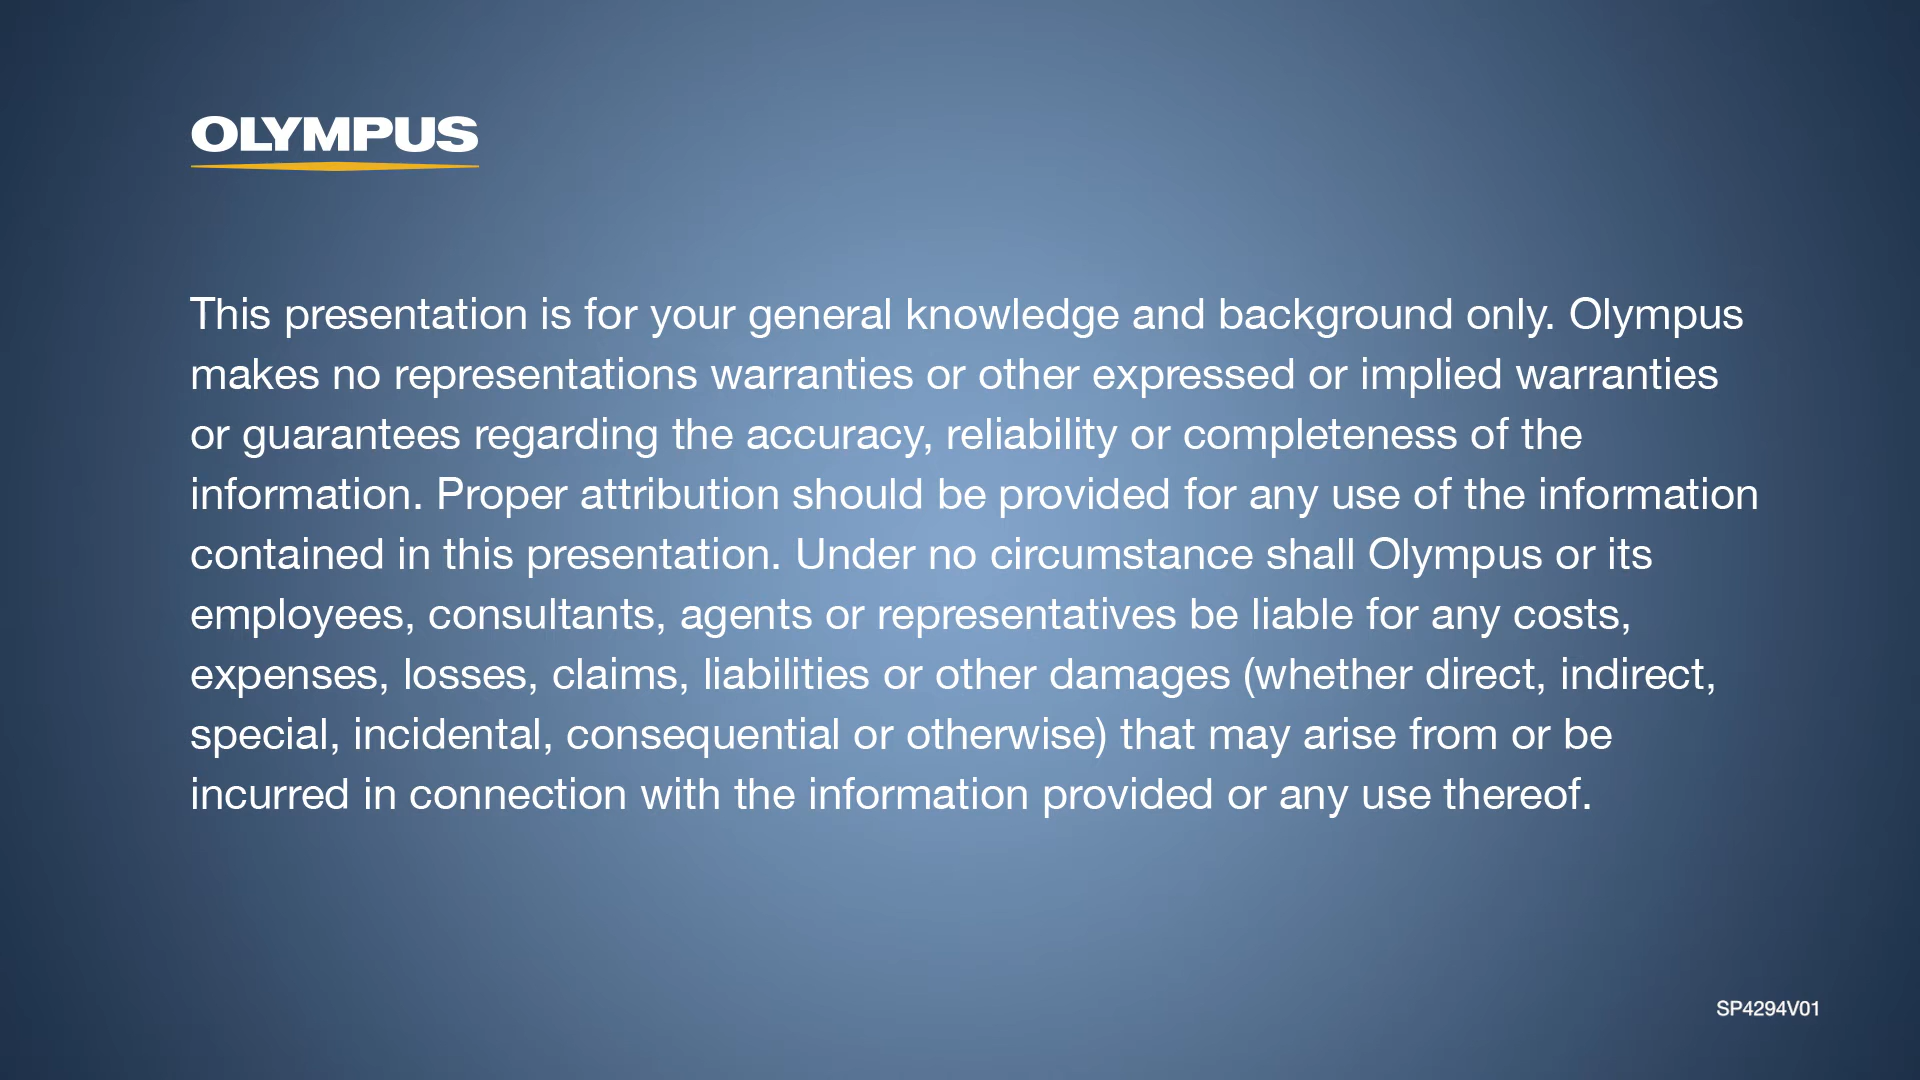 OLYMPUS
This presentation is for your general knowledge and background only. Olympus
makes no representations warranties or other expressed or implied warranties
or guarantees regarding the accuracy, reliability or completeness of the
information. Proper attribution should be provided for any use of the information
contained in this presentation. Under no circumstance shall Olympus or its
employees, consultants, agents or representatives be liable for any costs,
expenses, losses, claims, liabilities or other damages (whether direct, indirect,
special, incidental, consequential or otherwise) that may arise from or be
incurred in connection with the information provided or any use thereof.
SP4294V01